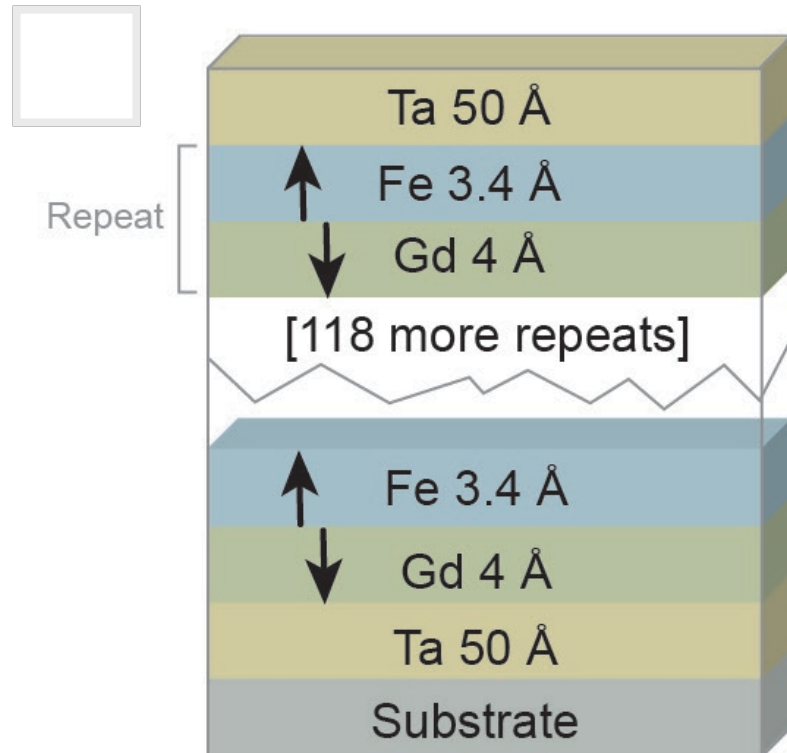 Ta 50 Å
Fe 3.4 Å
Repeat
Gd 4 Å
[118 more repeats]
Fe 3.4 Å
Gd 4 Å
Ta 50 Å
Substrate